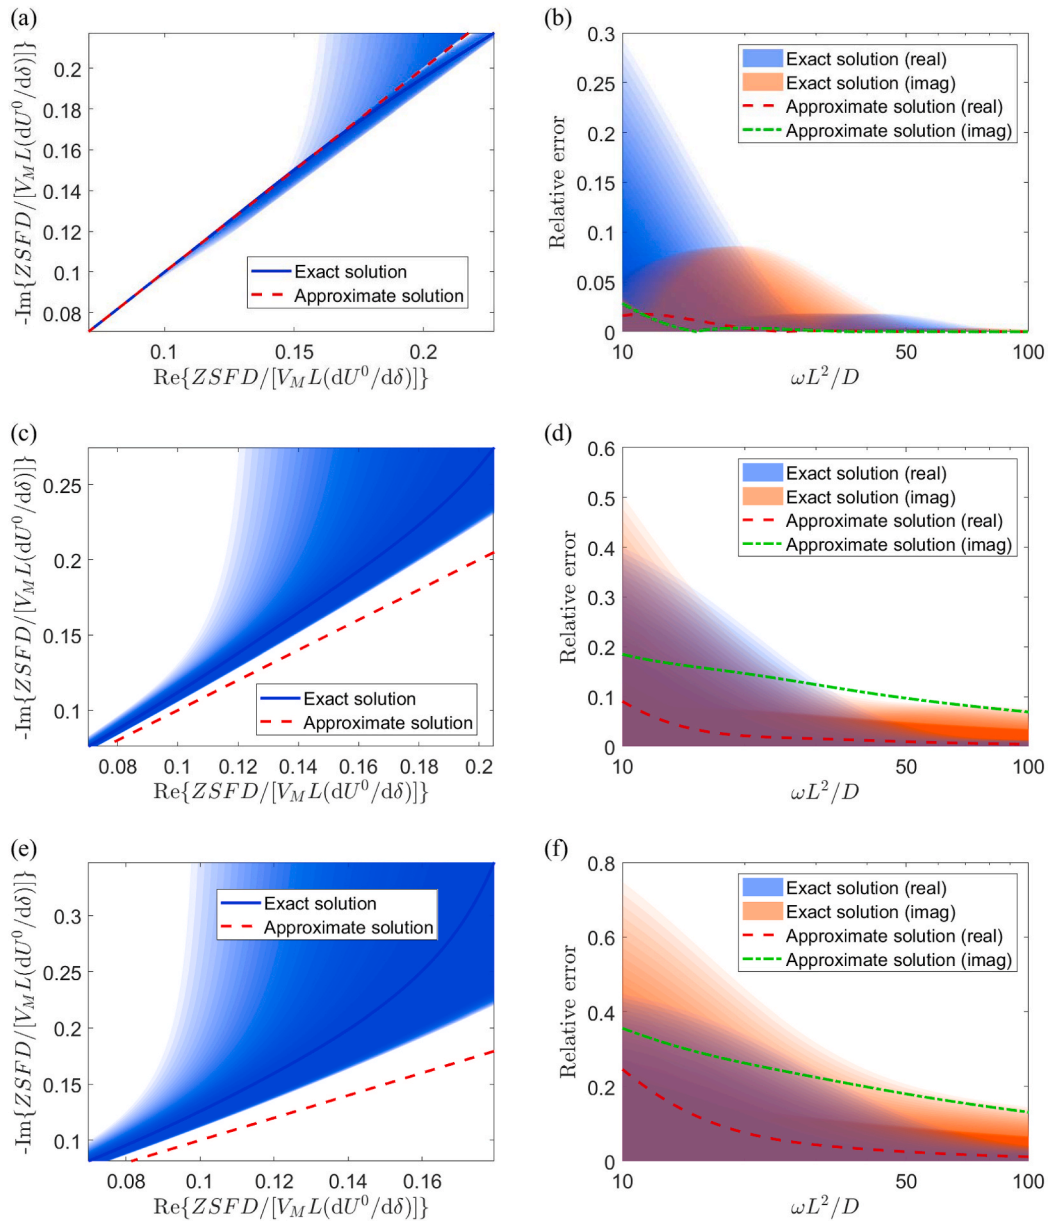 (a)
-Im{ZSFD/[V_M L(dU^0/dδ)]}
0.2
0.18
0.16
0.14
0.12
0.1
0.08
0.1
0.15
0.2
Re{ZSFD/[V_M L(dU^0/dδ)]}
Exact solution
Approximate solution
(b)
Relative error
0.3
0.25
0.2
0.15
0.1
0.05
0
10
50
100
ωL^2/D
Exact solution (real)
Exact solution (imag)
Approximate solution (real)
Approximate solution (imag)
(c)
-Im{ZSFD/[V_M L(dU^0/dδ)]}
0.25
0.2
0.15
0.1
0.08
0.1
0.12
0.14
0.16
0.18
0.2
Re{ZSFD/[V_M L(dU^0/dδ)]}
Exact solution
Approximate solution
(d)
Relative error
0.6
0.5
0.4
0.3
0.2
0.1
0
10
50
100
ωL^2/D
Exact solution (real)
Exact solution (imag)
Approximate solution (real)
Approximate solution (imag)
(e)
-Im{ZSFD/[V_M L(dU^0/dδ)]}
0.3
0.25
0.2
0.15
0.1
0.08
0.1
0.12
0.14
0.16
Re{ZSFD/[V_M L(dU^0/dδ)]}
Exact solution
Approximate solution
(f)
Relative error
0.8
0.6
0.4
0.2
0
10
50
100
ωL^2/D
Exact solution (real)
Exact solution (imag)
Approximate solution (real)
Approximate solution (imag)